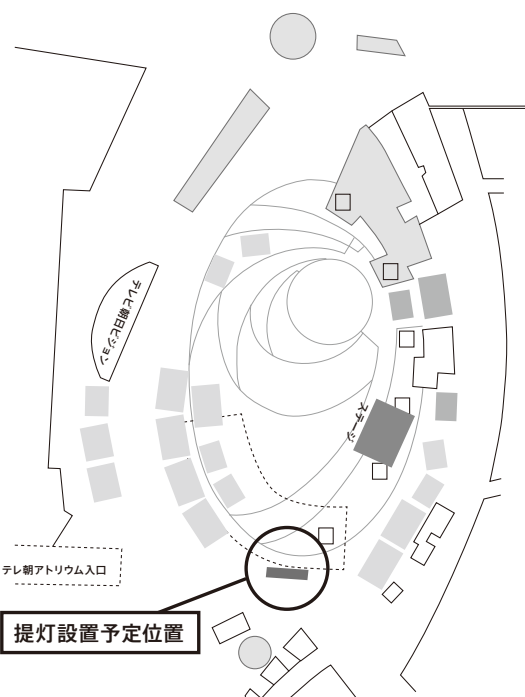 テレビ朝日ビジョン
ステージ
テレ朝アトリウム入口
提灯設置予定位置